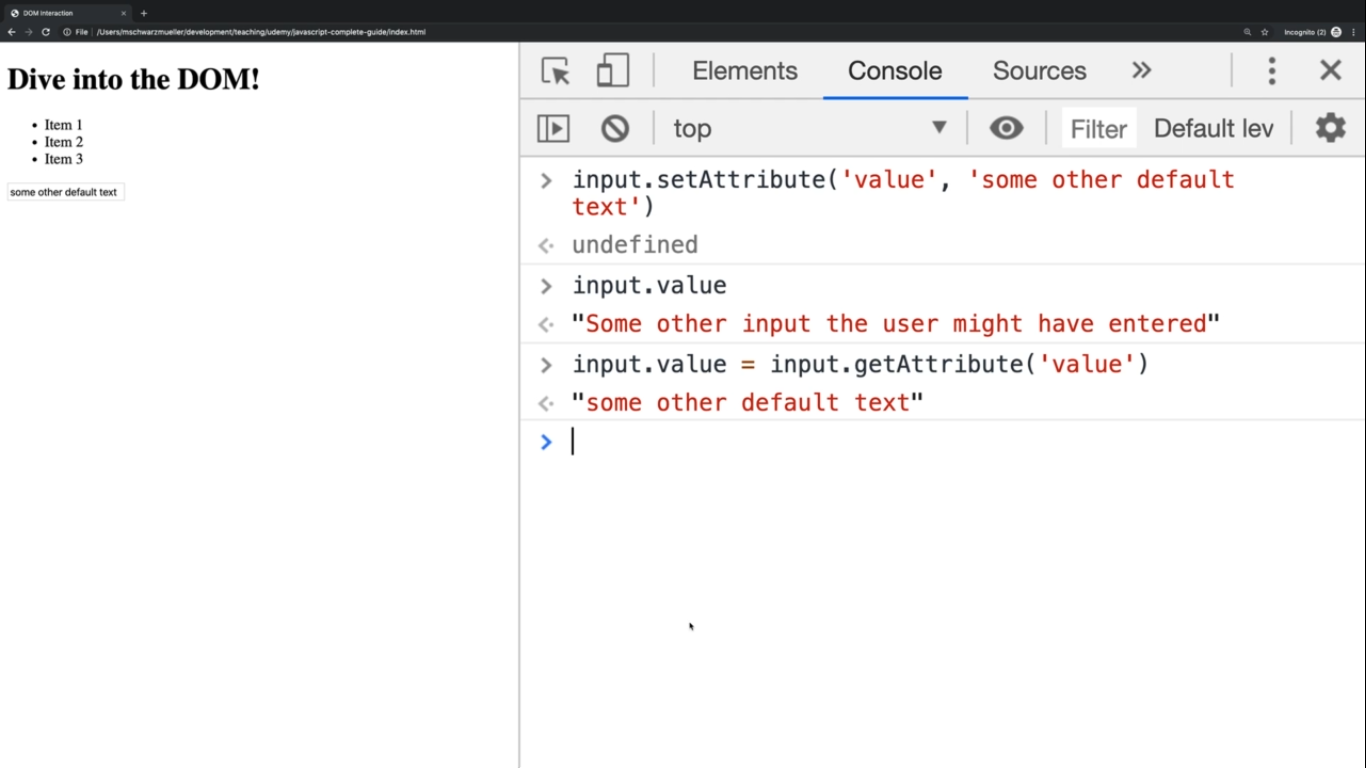 DOM Interaction
File | /Users/mschwarzmueller/development/teaching/udemy/javascript-complete-guide/index.html
Incognito (2)
Dive into the DOM!
• Item 1
• Item 2
• Item 3
some other default text
Elements Console Sources »
top Filter Default lev
> input.setAttribute('value', 'some other default
text')
undefined
> input.value
"Some other input the user might have entered"
> input.value = input.getAttribute('value')
"some other default text"
>